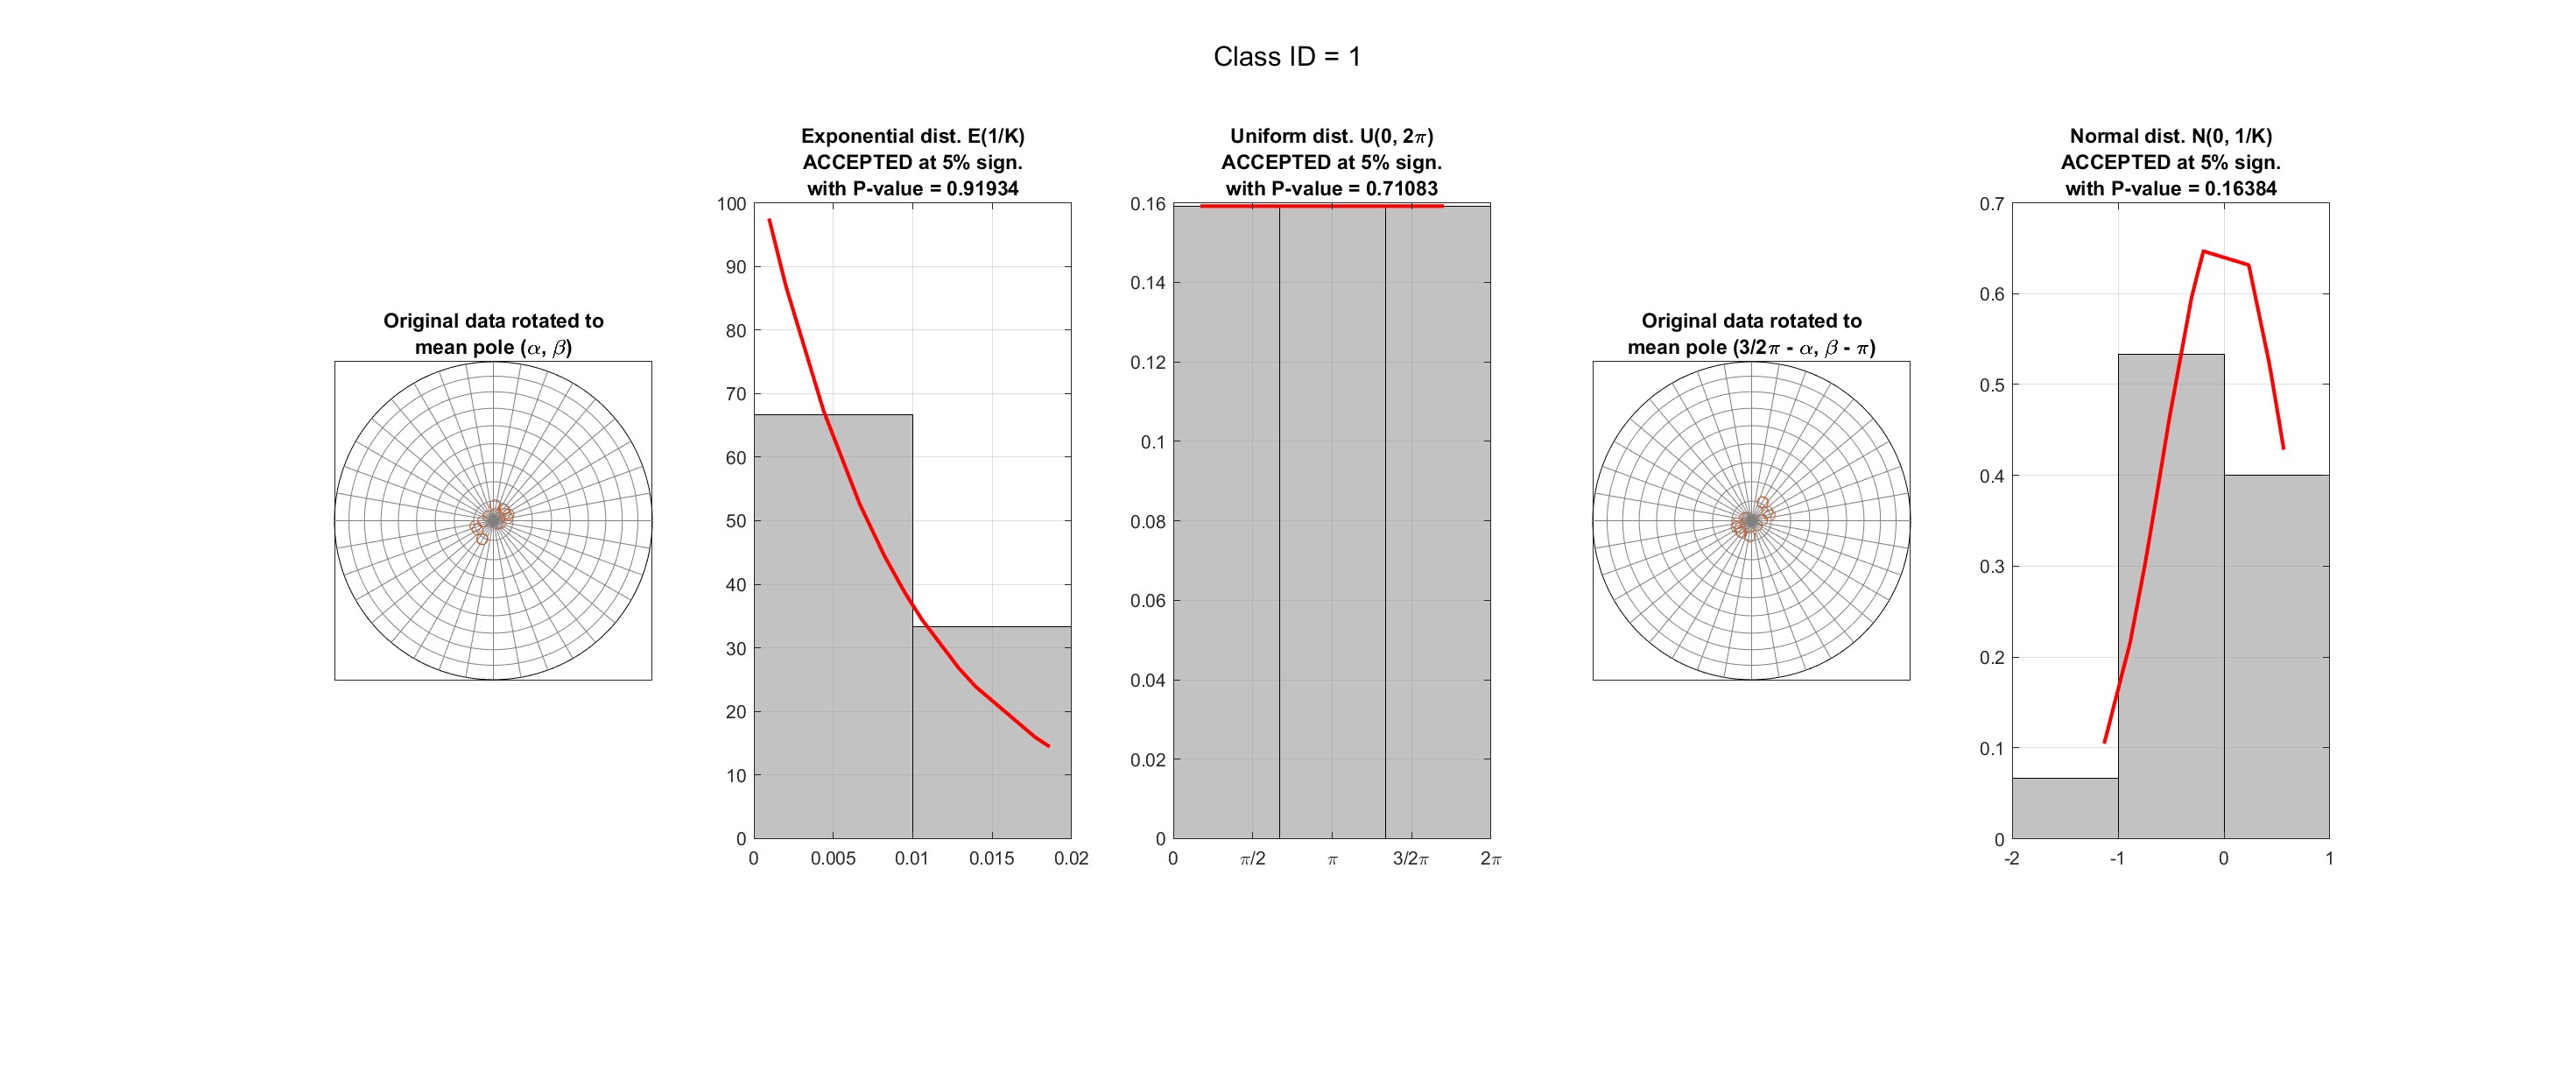 Class ID = 1
Original data rotated to
mean pole (α, β)
Exponential dist. E(1/K)
ACCEPTED at 5% sign.
with P-value = 0.91934
100
90
80
70
60
50
40
30
20
10
0
0 0.005 0.01 0.015 0.02
Uniform dist. U(0, 2π)
ACCEPTED at 5% sign.
with P-value = 0.71083
0.16
0.14
0.12
0.1
0.08
0.06
0.04
0.02
0
0 π/2 π 3/2π 2π
Original data rotated to
mean pole (3/2π - α, β - π)
Normal dist. N(0, 1/K)
ACCEPTED at 5% sign.
with P-value = 0.16384
0.7
0.6
0.5
0.4
0.3
0.2
0.1
0
-2 -1 0 1